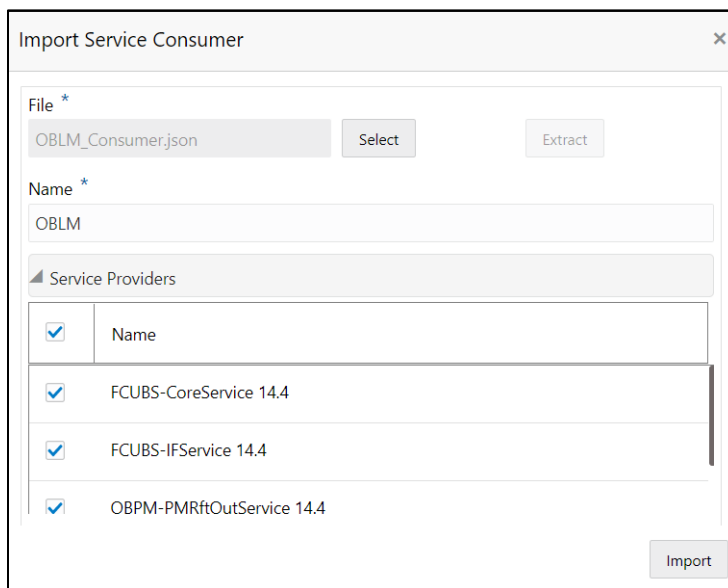 Import Service Consumer ×
File *
OBLM_Consumer.json Select Extract
Name *
OBLM
Service Providers
Name
FCUBS-CoreService 14.4
FCUBS-IFService 14.4
OBPM-PMRftOutService 14.4
Import